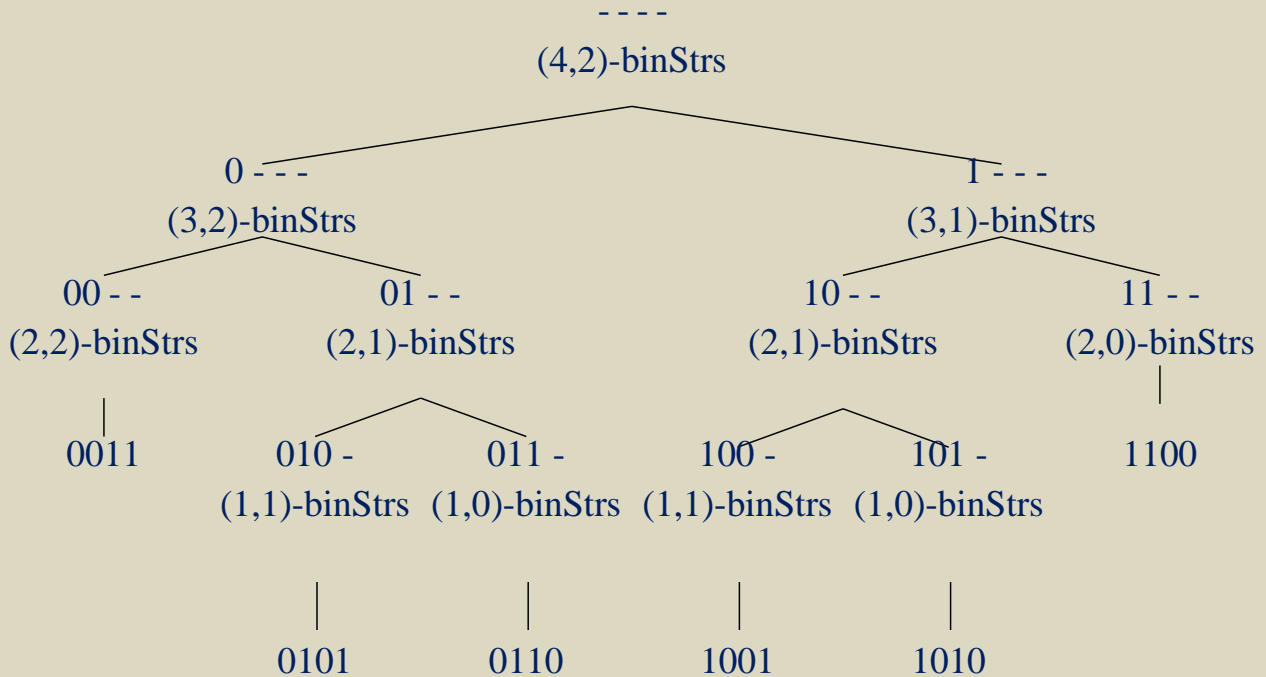 - - - -
(4,2)-binStrs
0 - - - 1 - - -
(3,2)-binStrs (3,1)-binStrs
00 - - 01 - - 10 - - 11 - -
(2,2)-binStrs (2,1)-binStrs (2,1)-binStrs (2,0)-binStrs
0011 010 - 011 - 100 - 101 - 1100
(1,1)-binStrs (1,0)-binStrs (1,1)-binStrs (1,0)-binStrs
0101 0110 1001 1010